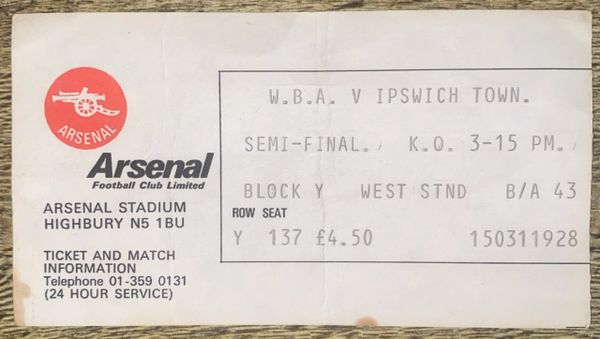 ARSENAL
Arsenal
Football Club Limited
ARSENAL STADIUM
HIGHBURY N5 1BU
TICKET AND MATCH
INFORMATION
Telephone 01-359 0131
(24 HOUR SERVICE)
W.B.A. V IPSWICH TOWN.
SEMI-FINAL. K.O. 3-15 PM.
BLOCK Y WEST STND B/A 43
ROW SEAT
Y 137 £4.50 150311928